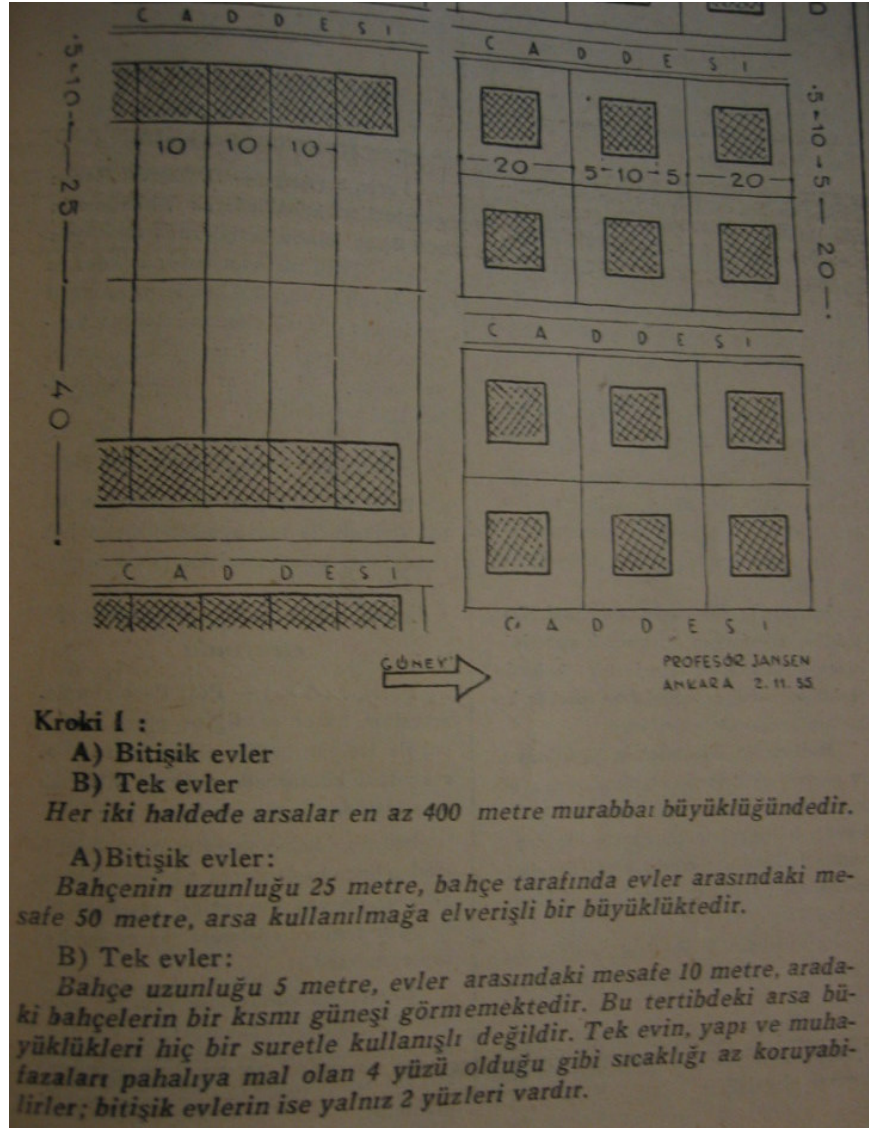 C A D D E S I
C A D D E S I
·5·10·—25—
—40—·
10 10 10
20 5-10-5 20
·5·10·5—20—·
C A D D E S I
C A D D E S I
C A D D E S I
GÜNEY
PROFESÖR JANSEN
ANKARA 2.11.35
Kroki I :
A) Bitişik evler
B) Tek evler
Her iki haldede arsalar en az 400 metre murabbaı büyüklüğündedir.
A)Bitişik evler:
Bahçenin uzunluğu 25 metre, bahçe tarafında evler arasındaki me-
safe 50 metre, arsa kullanılmağa elverişli bir büyüklüktedir.
B) Tek evler:
Bahçe uzunluğu 5 metre, evler arasındaki mesafe 10 metre, arada-
ki bahçelerin bir kısmı güneşi görmemektedir. Bu tertibdeki arsa bü-
yüklükleri hiç bir suretle kullanışlı değildir. Tek evin, yapı ve muha-
fazaları pahalıya mal olan 4 yüzü olduğu gibi sıcaklığı az koruyabi-
lirler; bitişik evlerin ise yalnız 2 yüzleri vardır.